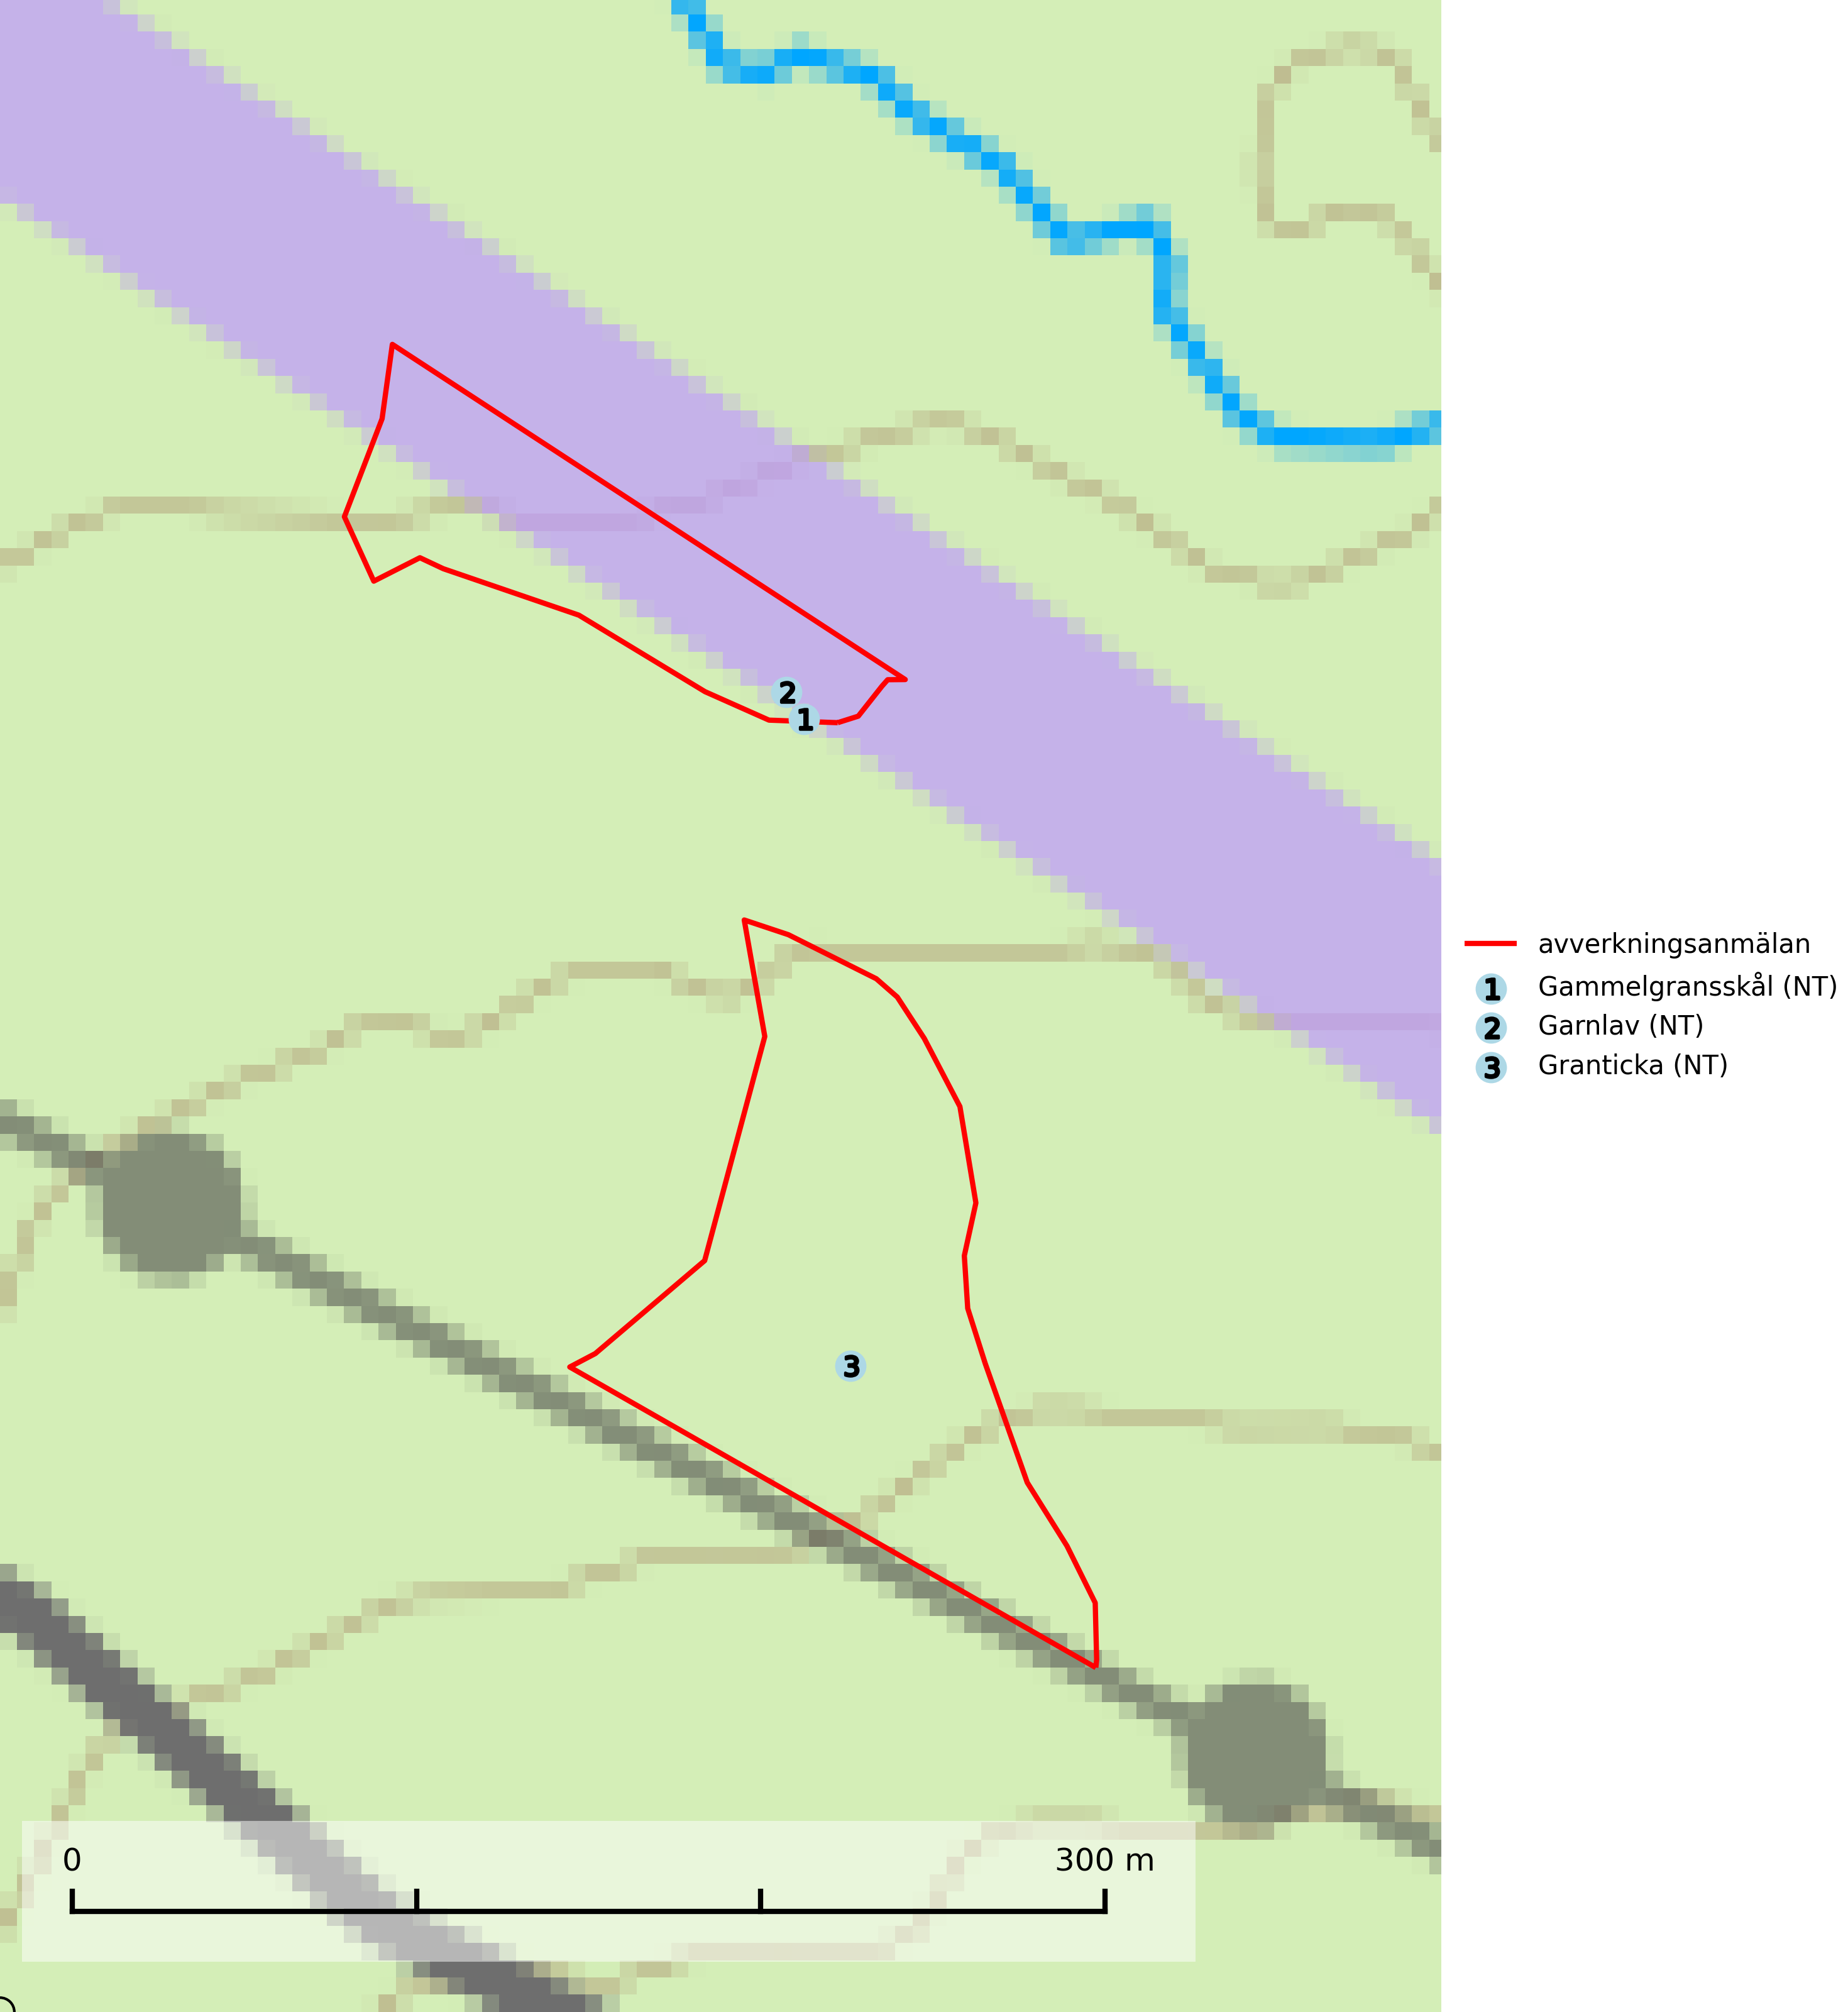 2
1
3
avverkningsanmälan
1 Gammelgransskål (NT)
2 Garnlav (NT)
3 Granticka (NT)
0 300 m